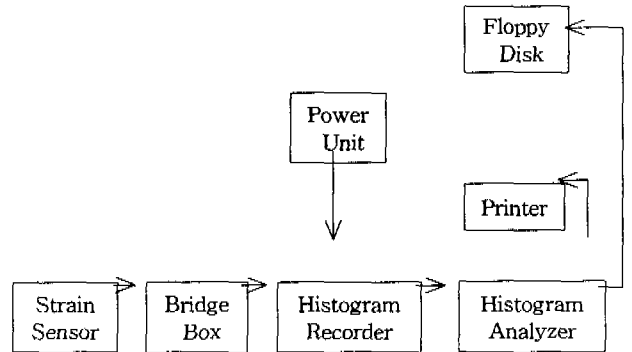 Floppy
Disk
Power
Unit
Printer
Strain
Sensor
Bridge
Box
Histogram
Recorder
Histogram
Analyzer